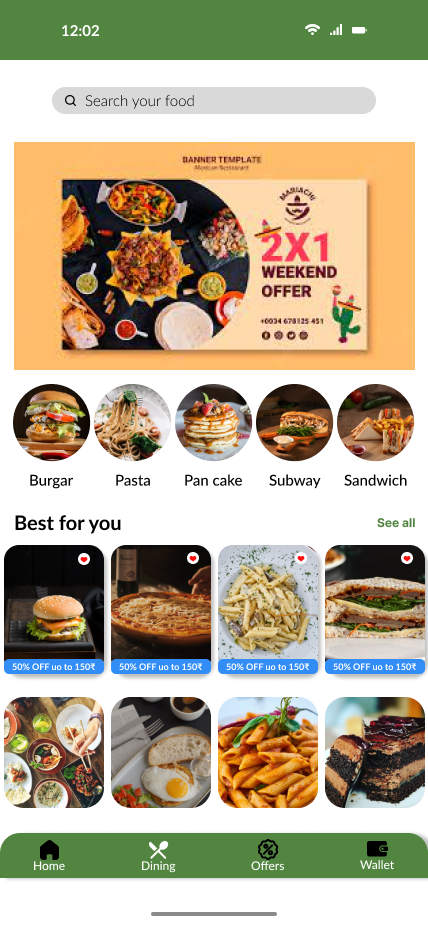 12:02
Search your food
BANNER TEMPLATE
Mexican Restaurant
MARIACHI
2X1
WEEKEND
OFFER
+0034 678125 451
Burgar
Pasta
Pan cake
Subway
Sandwich
Best for you
See all
50% OFF uo to 150₹
50% OFF uo to 150₹
50% OFF uo to 150₹
50% OFF uo to 150₹
Home
Dining
Offers
Wallet